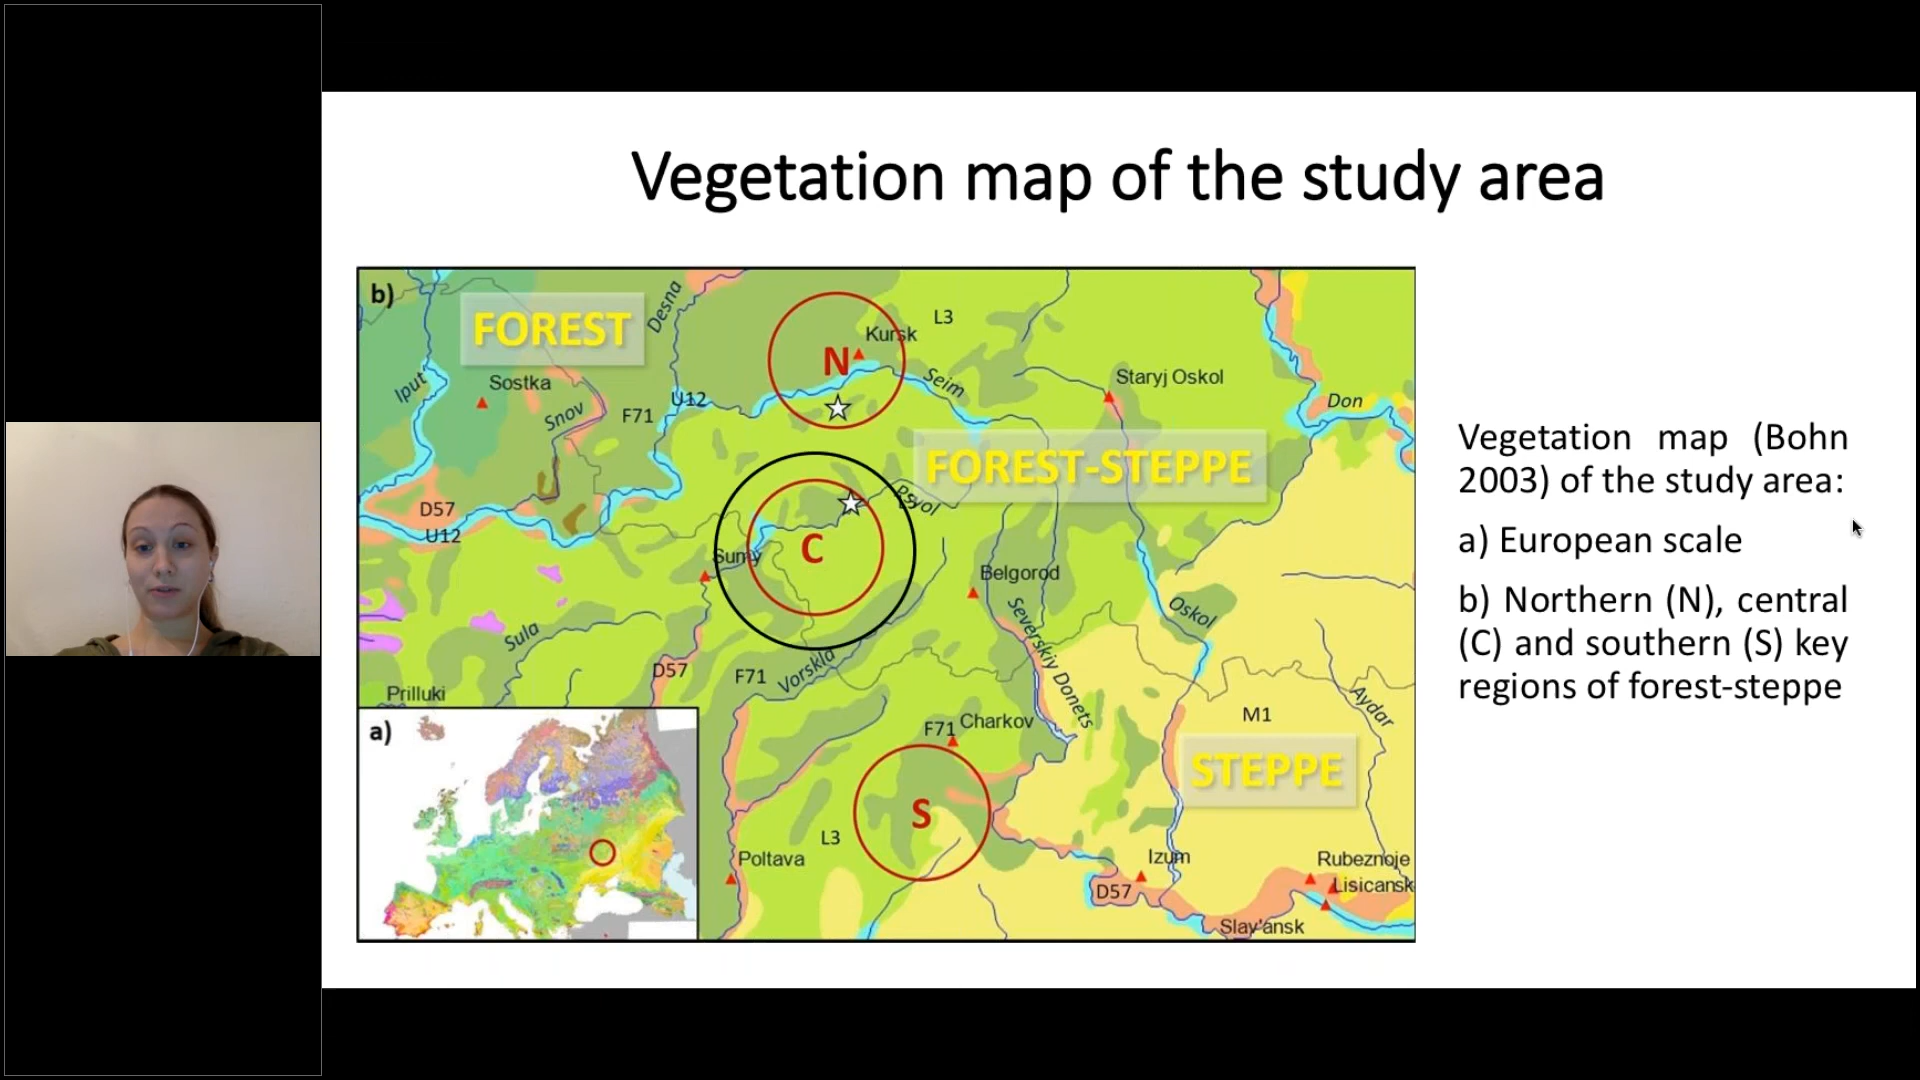 Vegetation map of the study area
b)
FOREST
Desna
Kursk
L3
N
Iput
Sostka
Seim
Staryj Oskol
Snov
F71
U12
Don
FOREST-STEPPE
Psyol
D57
U12
Sumy
C
Belgorod
Sula
Severskiy Donets
Oskol
D57
F71
Vorskla
Prilluki
Aydar
M1
a)
F71
Charkov
STEPPE
S
L3
Poltava
Izum
Rubeznoje
D57
Lisicansk
Slav'ansk
Vegetation map (Bohn
2003) of the study area:
a) European scale
b) Northern (N), central
(C) and southern (S) key
regions of forest-steppe